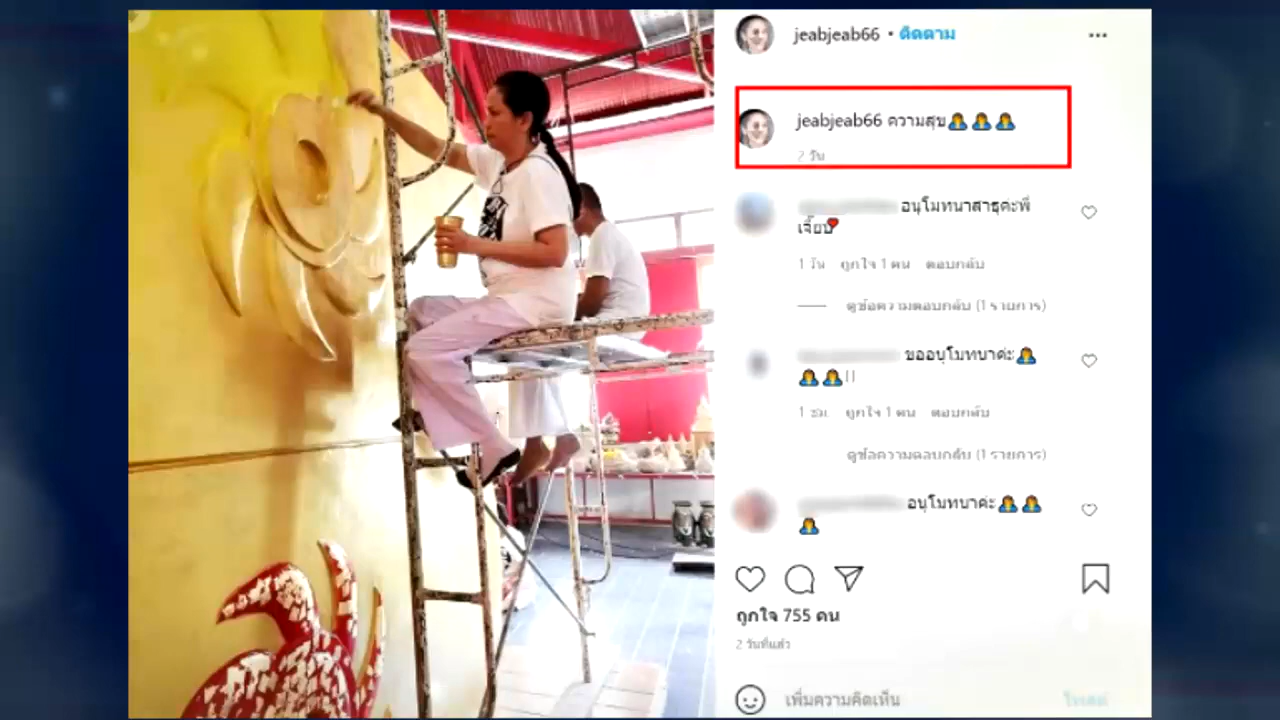 jeabjeab66 • ติดตาม
jeabjeab66 ความสุข
2 วัน
อนุโมทนาสาธุค่ะพี่
เจี๊ยบ
1 วัน ถูกใจ 1 คน ตอบกลับ
ดูข้อความตอบกลับ (1 รายการ)
ขออนุโมทนาค่ะ
1 ชม. ถูกใจ 1 คน ตอบกลับ
ดูข้อความตอบกลับ (1 รายการ)
อนุโมทนาค่ะ
ถูกใจ 755 คน
2 วันที่แล้ว
เพิ่มความคิดเห็น
โพสต์